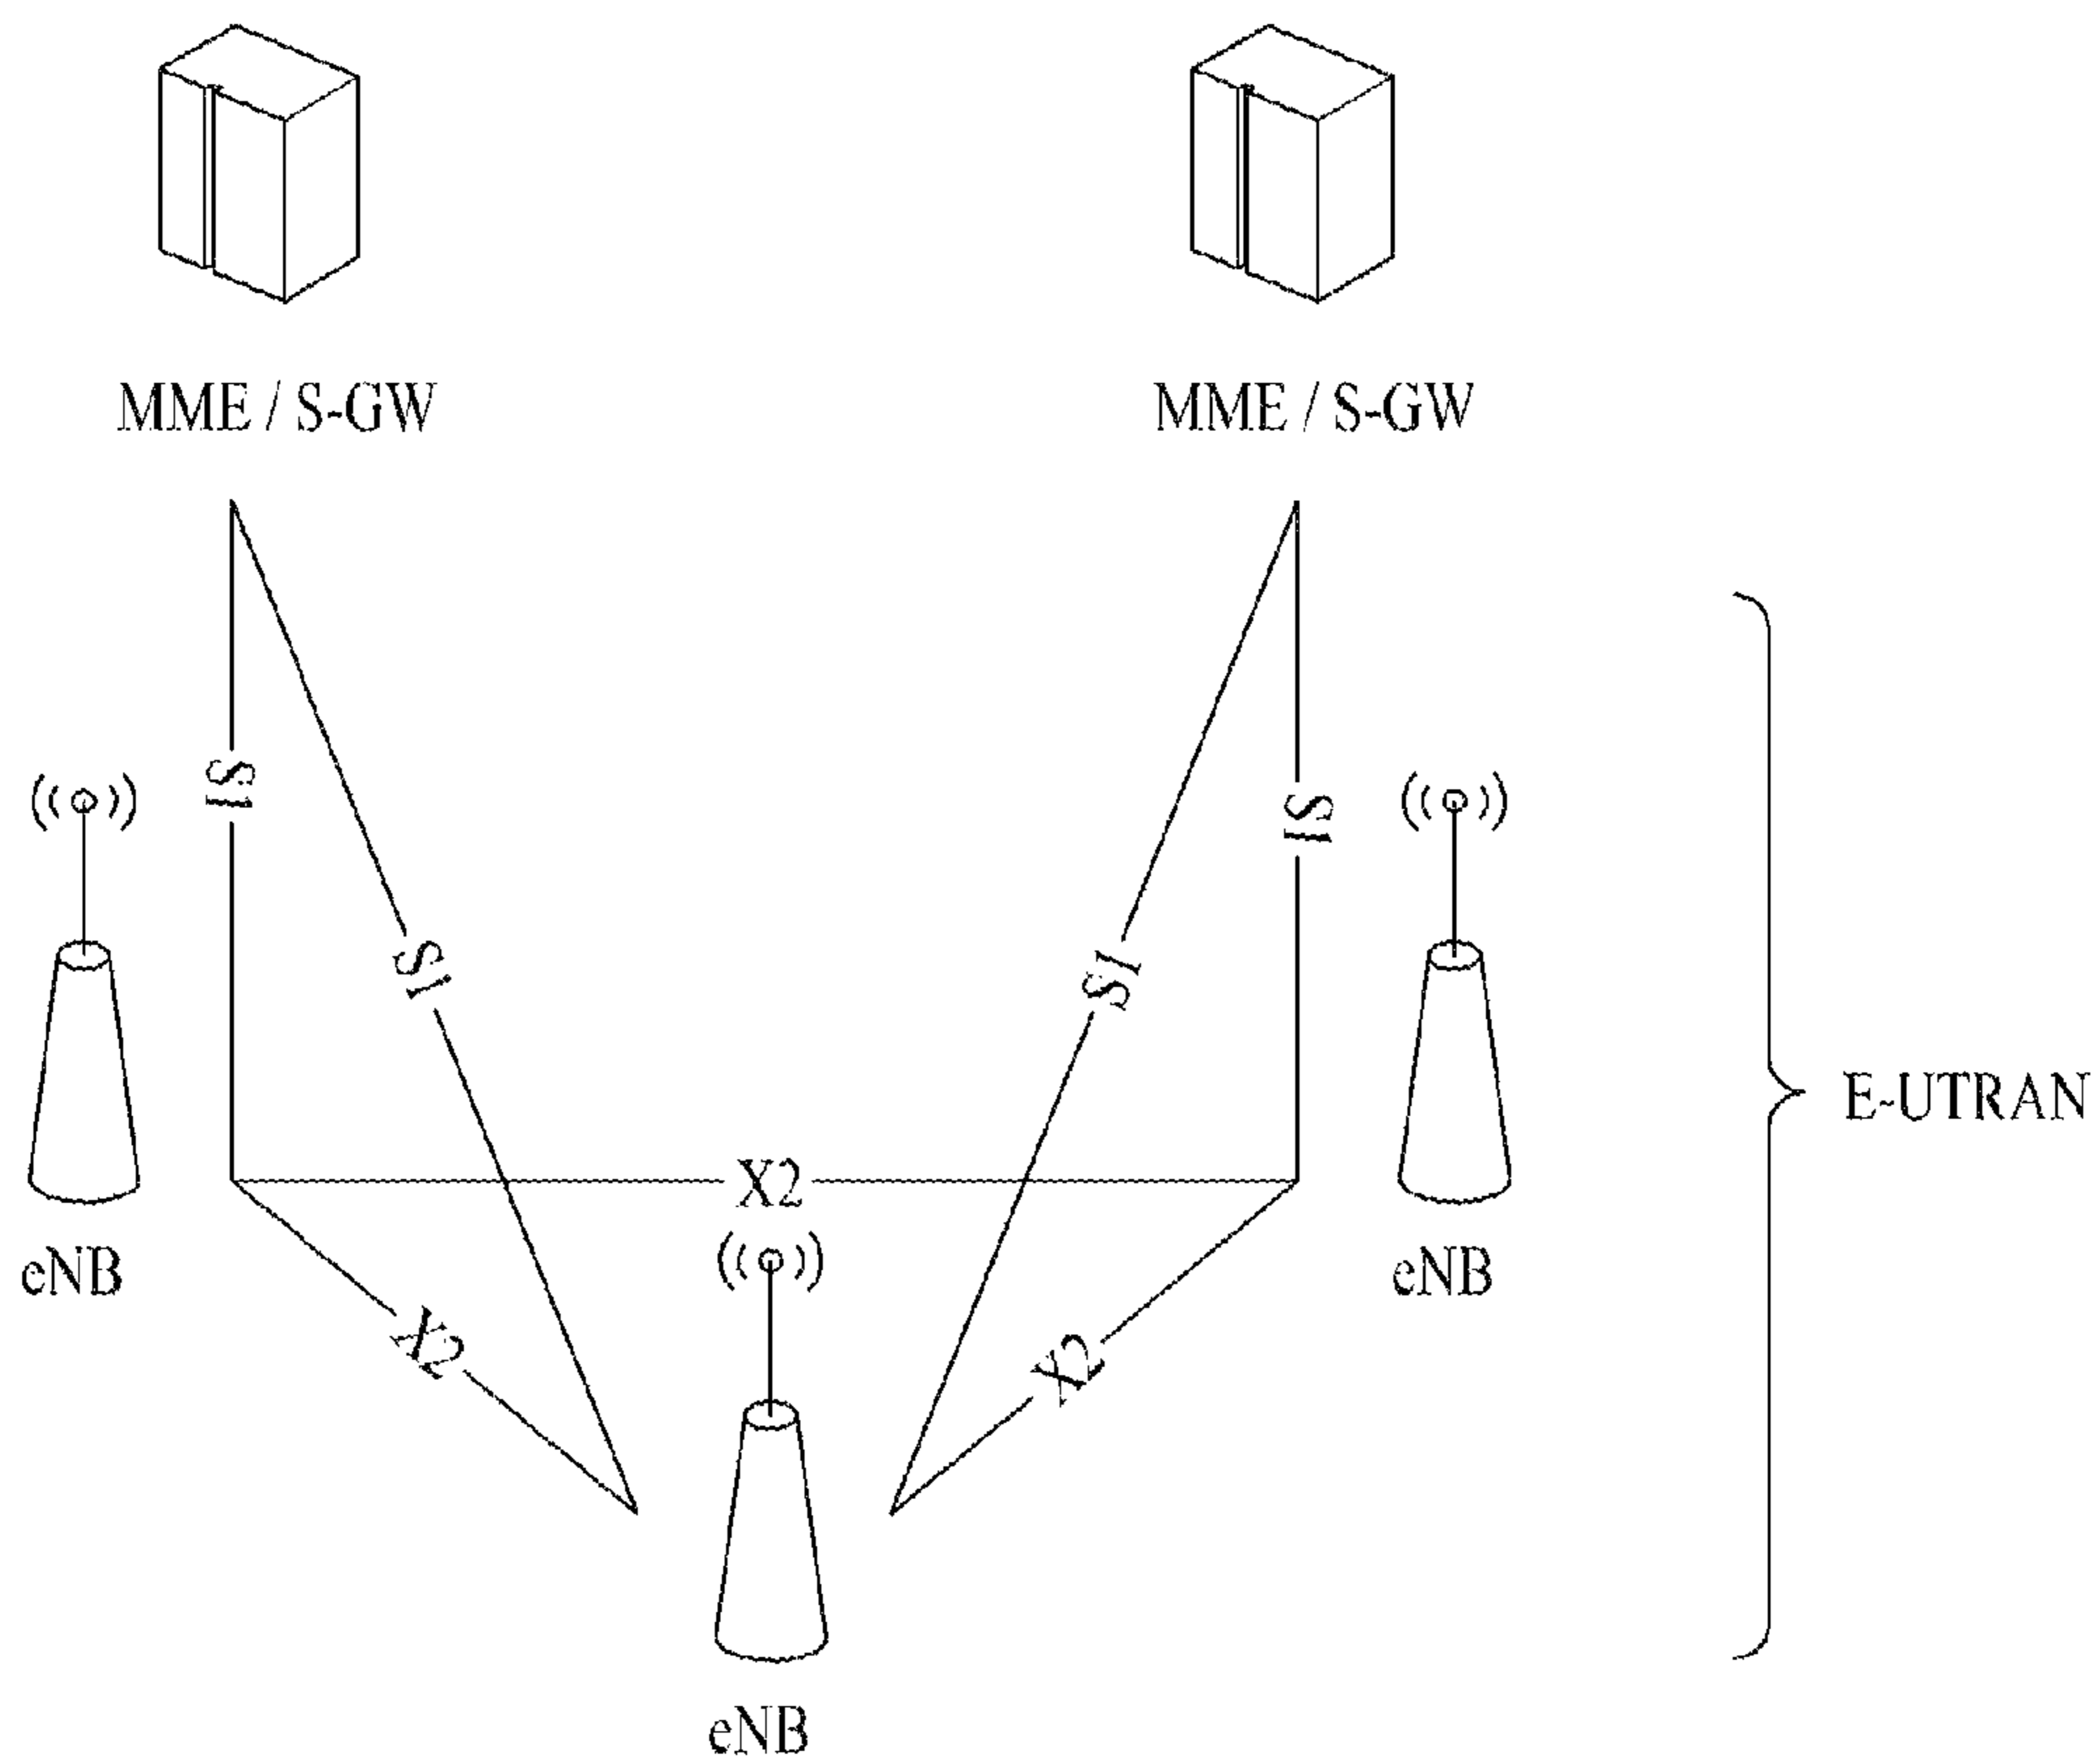 MME / S-GW
MME / S-GW
S1
S1
S1
S1
E-UTRAN
X2
eNB
eNB
X2
X2
eNB